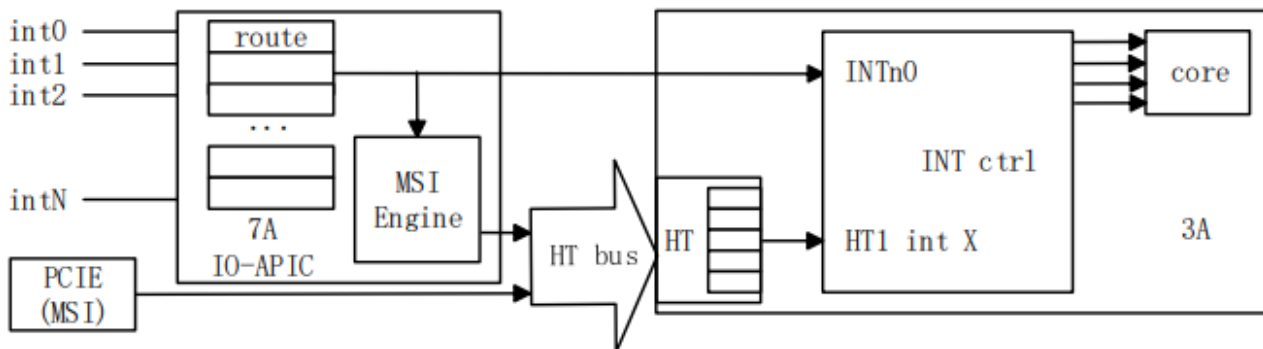 int0
int1
int2
intN
route
...
MSI
Engine
7A
IO-APIC
PCIE
(MSI)
HT bus
HT
INTn0
INT ctrl
HT1 int X
core
3A